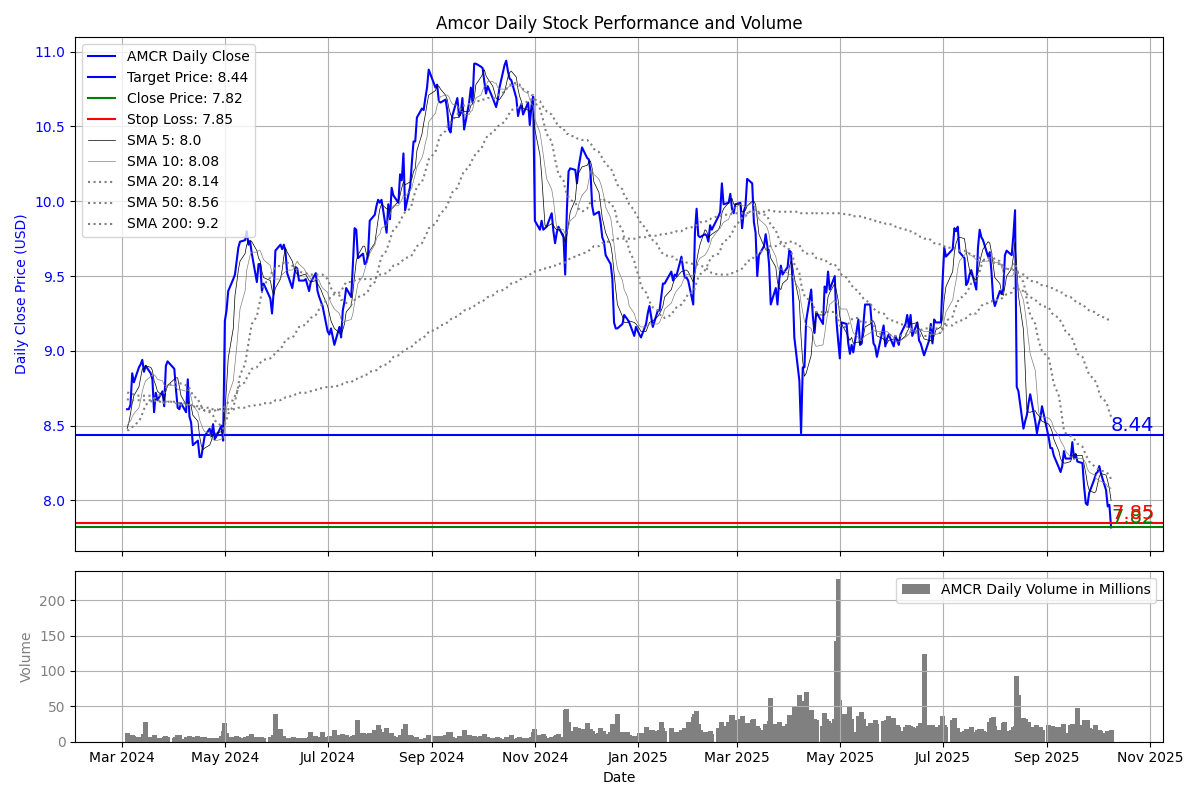 Amcor Daily Stock Performance and Volume
Daily Close Price (USD)
11.0
10.5
10.0
9.5
9.0
8.5
8.0
AMCR Daily Close
Target Price: 8.44
Close Price: 7.82
Stop Loss: 7.85
SMA 5: 8.0
SMA 10: 8.08
SMA 20: 8.14
SMA 50: 8.56
SMA 200: 9.2
8.44
7.85
7.82
Volume
200
150
100
50
0
AMCR Daily Volume in Millions
Mar 2024 May 2024 Jul 2024 Sep 2024 Nov 2024 Jan 2025 Mar 2025 May 2025 Jul 2025 Sep 2025 Nov 2025
Date